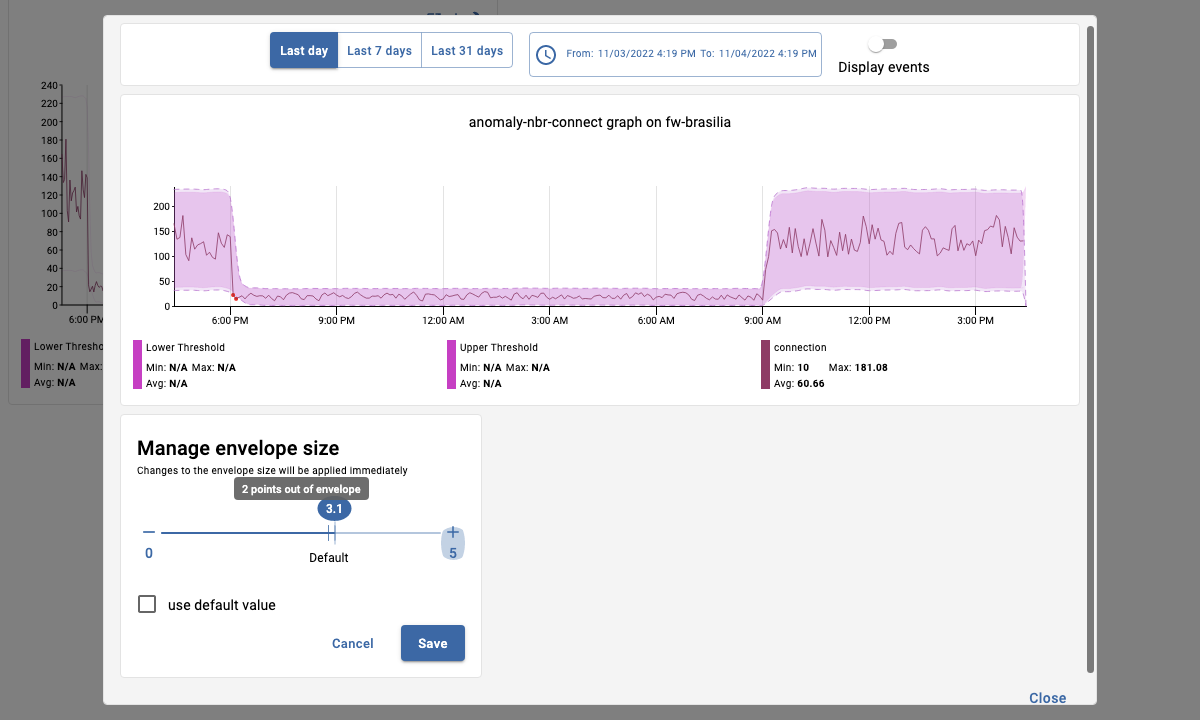 Last day
Last 7 days
Last 31 days
From: 11/03/2022 4:19 PM To: 11/04/2022 4:19 PM
Display events
anomaly-nbr-connect graph on fw-brasilia
200
150
100
50
0
6:00 PM
9:00 PM
12:00 AM
3:00 AM
6:00 AM
9:00 AM
12:00 PM
3:00 PM
Lower Threshold
Min: N/A Max: N/A
Avg: N/A
Upper Threshold
Min: N/A Max: N/A
Avg: N/A
connection
Min: 10 Max: 181.08
Avg: 60.66
Manage envelope size
Changes to the envelope size will be applied immediately
2 points out of envelope
3.1
0
5
Default
use default value
Cancel
Save
Close
240
220
200
180
160
140
120
100
80
60
40
20
0
6:00 PM
Lower Thresho
Min: N/A Max:
Avg: N/A